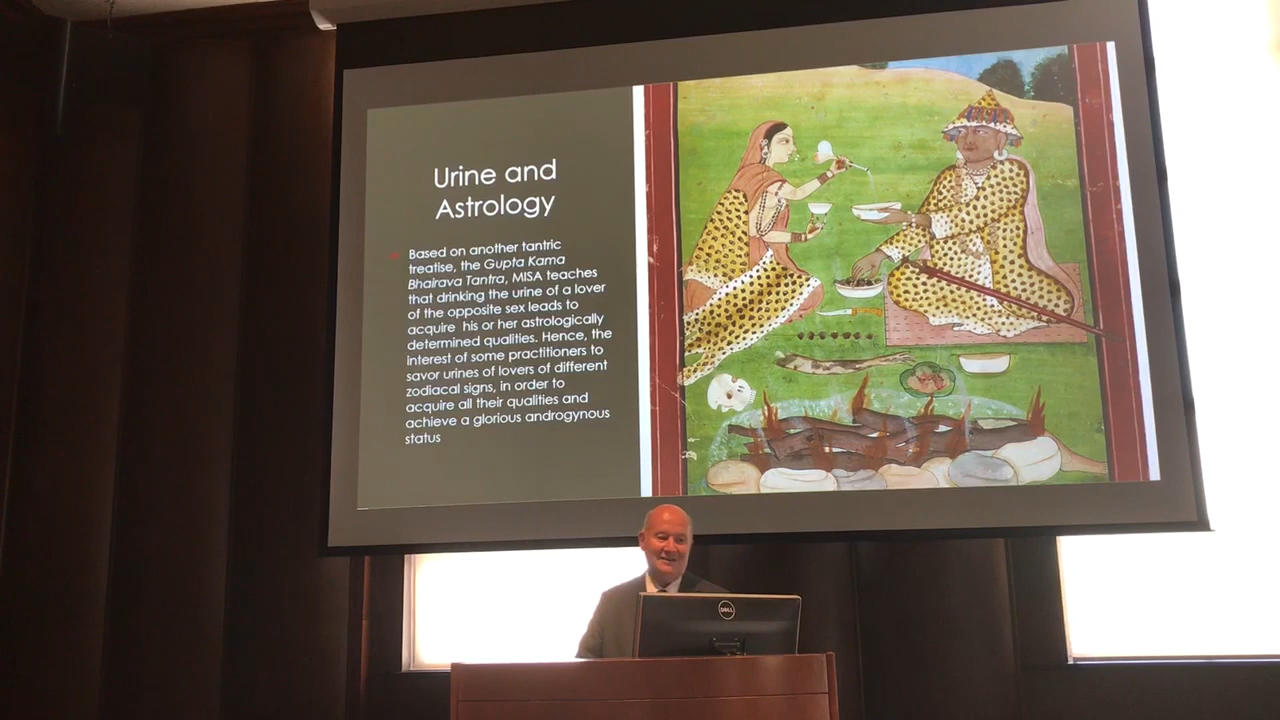 Urine and
Astrology
Based on another tantric
treatise, the Gupta Kama
Bhairava Tantra, MISA teaches
that drinking the urine of a lover
of the opposite sex leads to
acquire his or her astrologically
determined qualities. Hence, the
interest of some practitioners to
savor urines of lovers of different
zodiacal signs, in order to
acquire all their qualities and
achieve a glorious androgynous
status
DELL